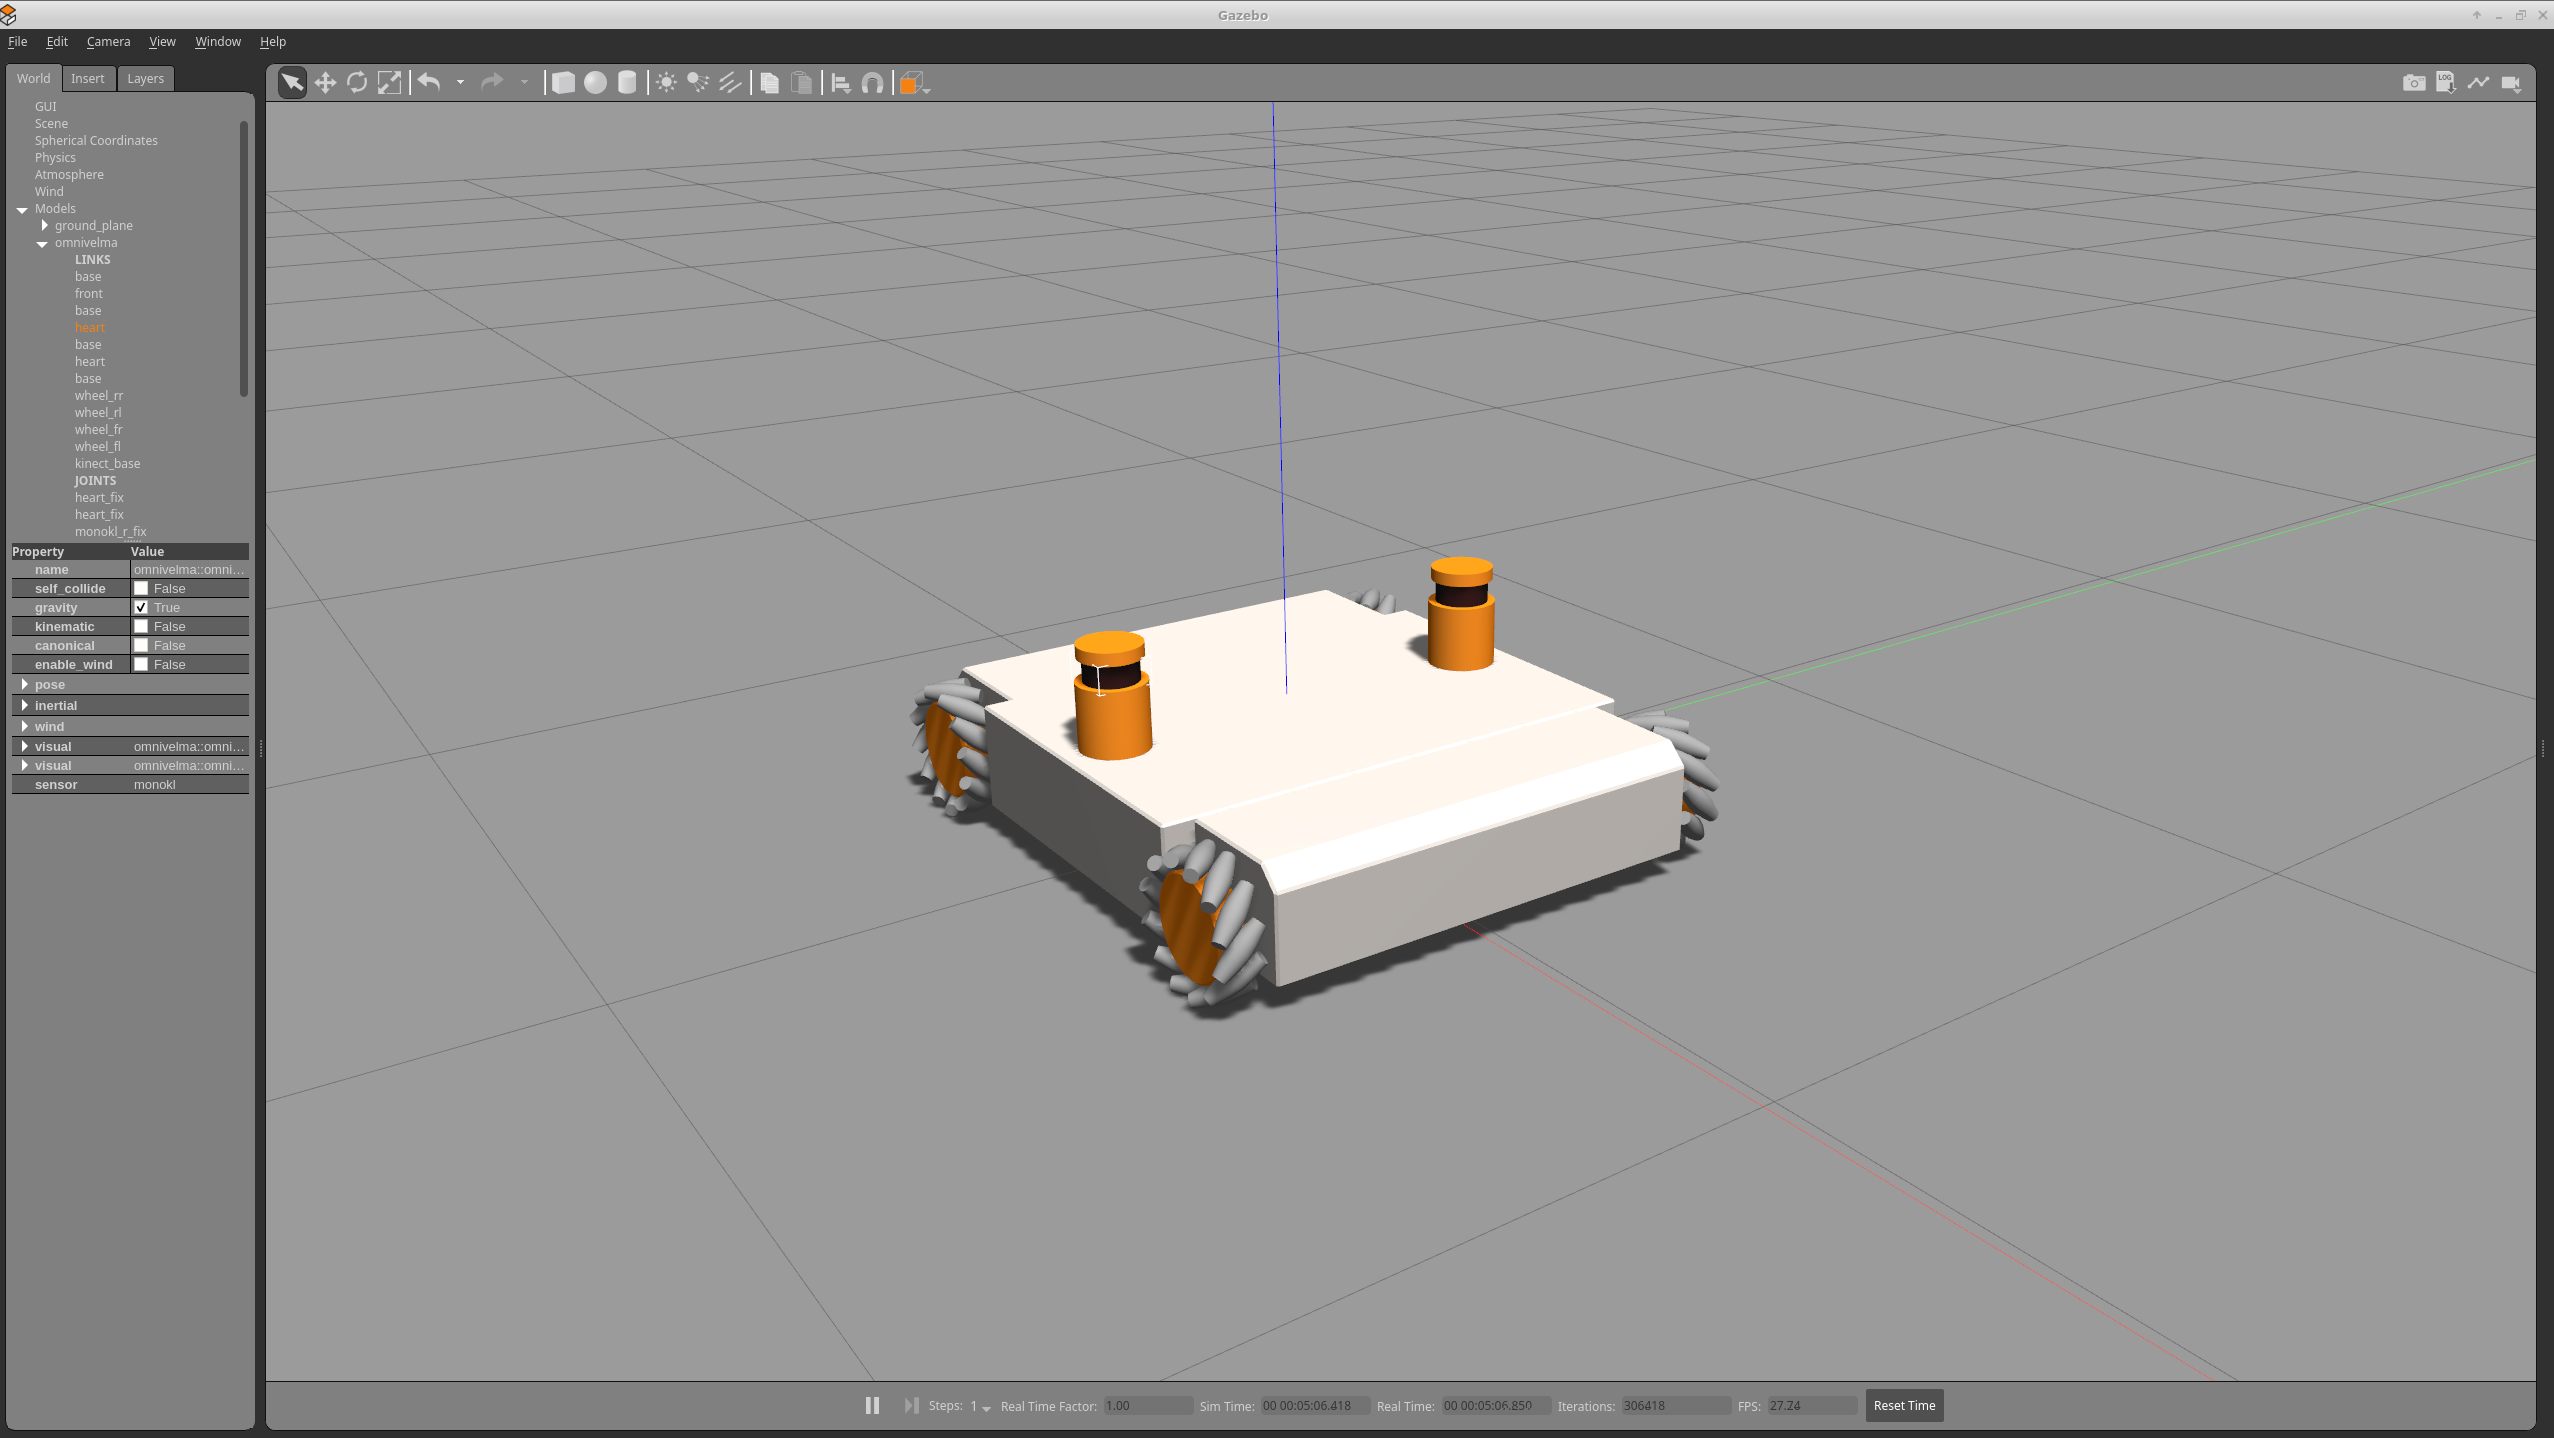 Gazebo
File Edit Camera View Window Help
World Insert Layers
GUI
Scene
Spherical Coordinates
Physics
Atmosphere
Wind
Models
ground_plane
omnivelma
LINKS
base
front
base
heart
base
heart
base
wheel_rr
wheel_rl
wheel_fr
wheel_fl
kinect_base
JOINTS
heart_fix
heart_fix
monokl_r_fix
Property Value
name omnivelma::omni...
self_collide False
gravity True
kinematic False
canonical False
enable_wind False
pose
inertial
wind
visual omnivelma::omni...
visual omnivelma::omni...
sensor monokl
LOG
Steps: 1 Real Time Factor: 1.00 Sim Time: 00 00:05:06.418 Real Time: 00 00:05:06.850 Iterations: 306418 FPS: 27.24 Reset Time